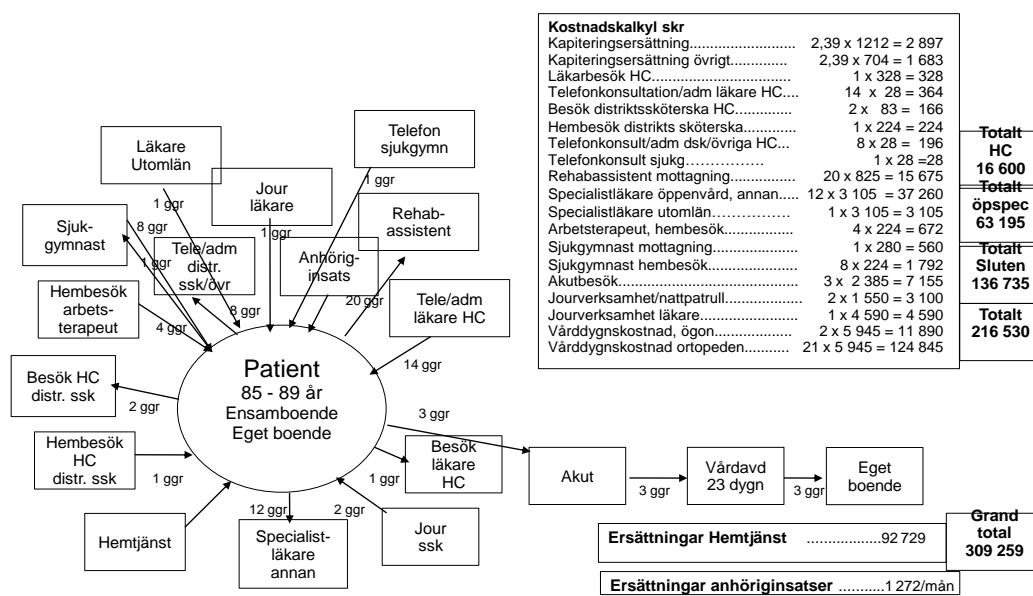 Kostnadskalkyl skr
Kapiteringsersättning.......................... 2,39 x 1212 = 2 897
Kapiteringsersättning övrigt.............. 2,39 x 704 = 1 683
Läkarbesök HC................................... 1 x 328 = 328
Telefonkonsultation/adm läkare HC.... 14 x 28 = 364
Besök distriktssköterska HC.............. 2 x 83 = 166
Hembesök distrikts sköterska............ 1 x 224 = 224
Telefonkonsult/adm dsk/övriga HC... 8 x 28 = 196
Telefonkonsult sjukg……………. 1 x 28 =28
Rehabassistent mottagning.............. 20 x 825 = 15 675
Specialistläkare öppenvård, annan..... 12 x 3 105 = 37 260
Specialistläkare utomlän……………. 1 x 3 105 = 3 105
Arbetsterapeut, hembesök................ 4 x 224 = 672
Sjukgymnast mottagning................... 1 x 280 = 560
Sjukgymnast hembesök.................... 8 x 224 = 1 792
Akutbesök......................................... 3 x 2 385 = 7 155
Jourverksamhet/nattpatrull............... 2 x 1 550 = 3 100
Jourverksamhet läkare..................... 1 x 4 590 = 4 590
Vårddygnskostnad, ögon................. 2 x 5 945 = 11 890
Vårddygnskostnad ortopeden.......... 21 x 5 945 = 124 845
Totalt
HC
16 600
Totalt
öpspec
63 195
Totalt
Sluten
136 735
Totalt
216 530
Läkare
Utomlän
1 ggr
Jour
läkare
1 ggr
Telefon
sjukgymn
1 ggr
Sjuk-
gymnast
8 ggr
1 ggr
Tele/adm
distr.
ssk/övr
8 ggr
Anhörig-
insats
Rehab-
assistent
20 ggr
Hembesök
arbets-
terapeut
4 ggr
Tele/adm
läkare HC
14 ggr
Patient
85 - 89 år
Ensamboende
Eget boende
Besök HC
distr. ssk
2 ggr
Hembesök
HC
distr. ssk
1 ggr
3 ggr
Besök
läkare
HC
1 ggr
Akut
3 ggr
Vårdavd
23 dygn
3 ggr
Eget
boende
Hemtjänst
12 ggr
Specialist-
läkare
annan
2 ggr
Jour
ssk
Ersättningar Hemtjänst ..................92 729
Grand
total
309 259
Ersättningar anhöriginsatser ...........1 272/mån